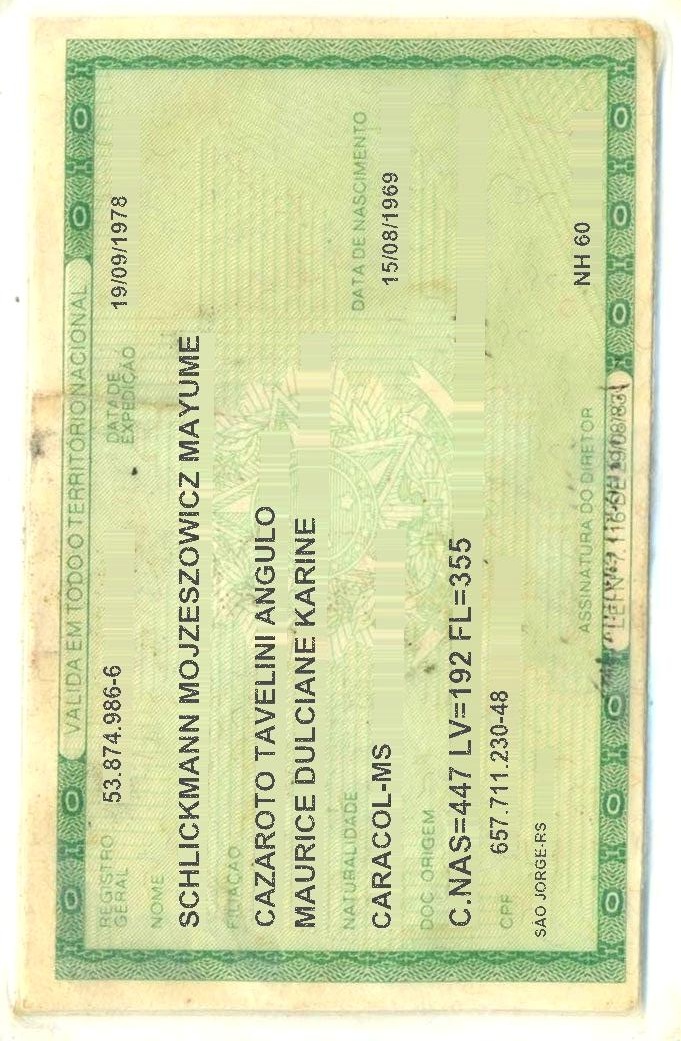 VALIDA EM TODO O TERRITÓRIO NACIONAL
REGISTRO GERAL 53.874.986-6 DATA DE EXPEDIÇÃO 19/09/1978
NOME
SCHLICKMANN MOJZESZOWICZ MAYUME
FILIAÇÃO
CAZAROTO TAVELINI ANGULO
MAURICE DULCIANE KARINE
NATURALIDADE DATA DE NASCIMENTO
CARACOL-MS 15/08/1969
DOC ORIGEM
C.NAS=447 LV=192 FL=355
CPF 657.711.230-48
SÃO JORGE-RS NH 60
ASSINATURA DO DIRETOR
LEI Nº 7.116 DE 29/08/83